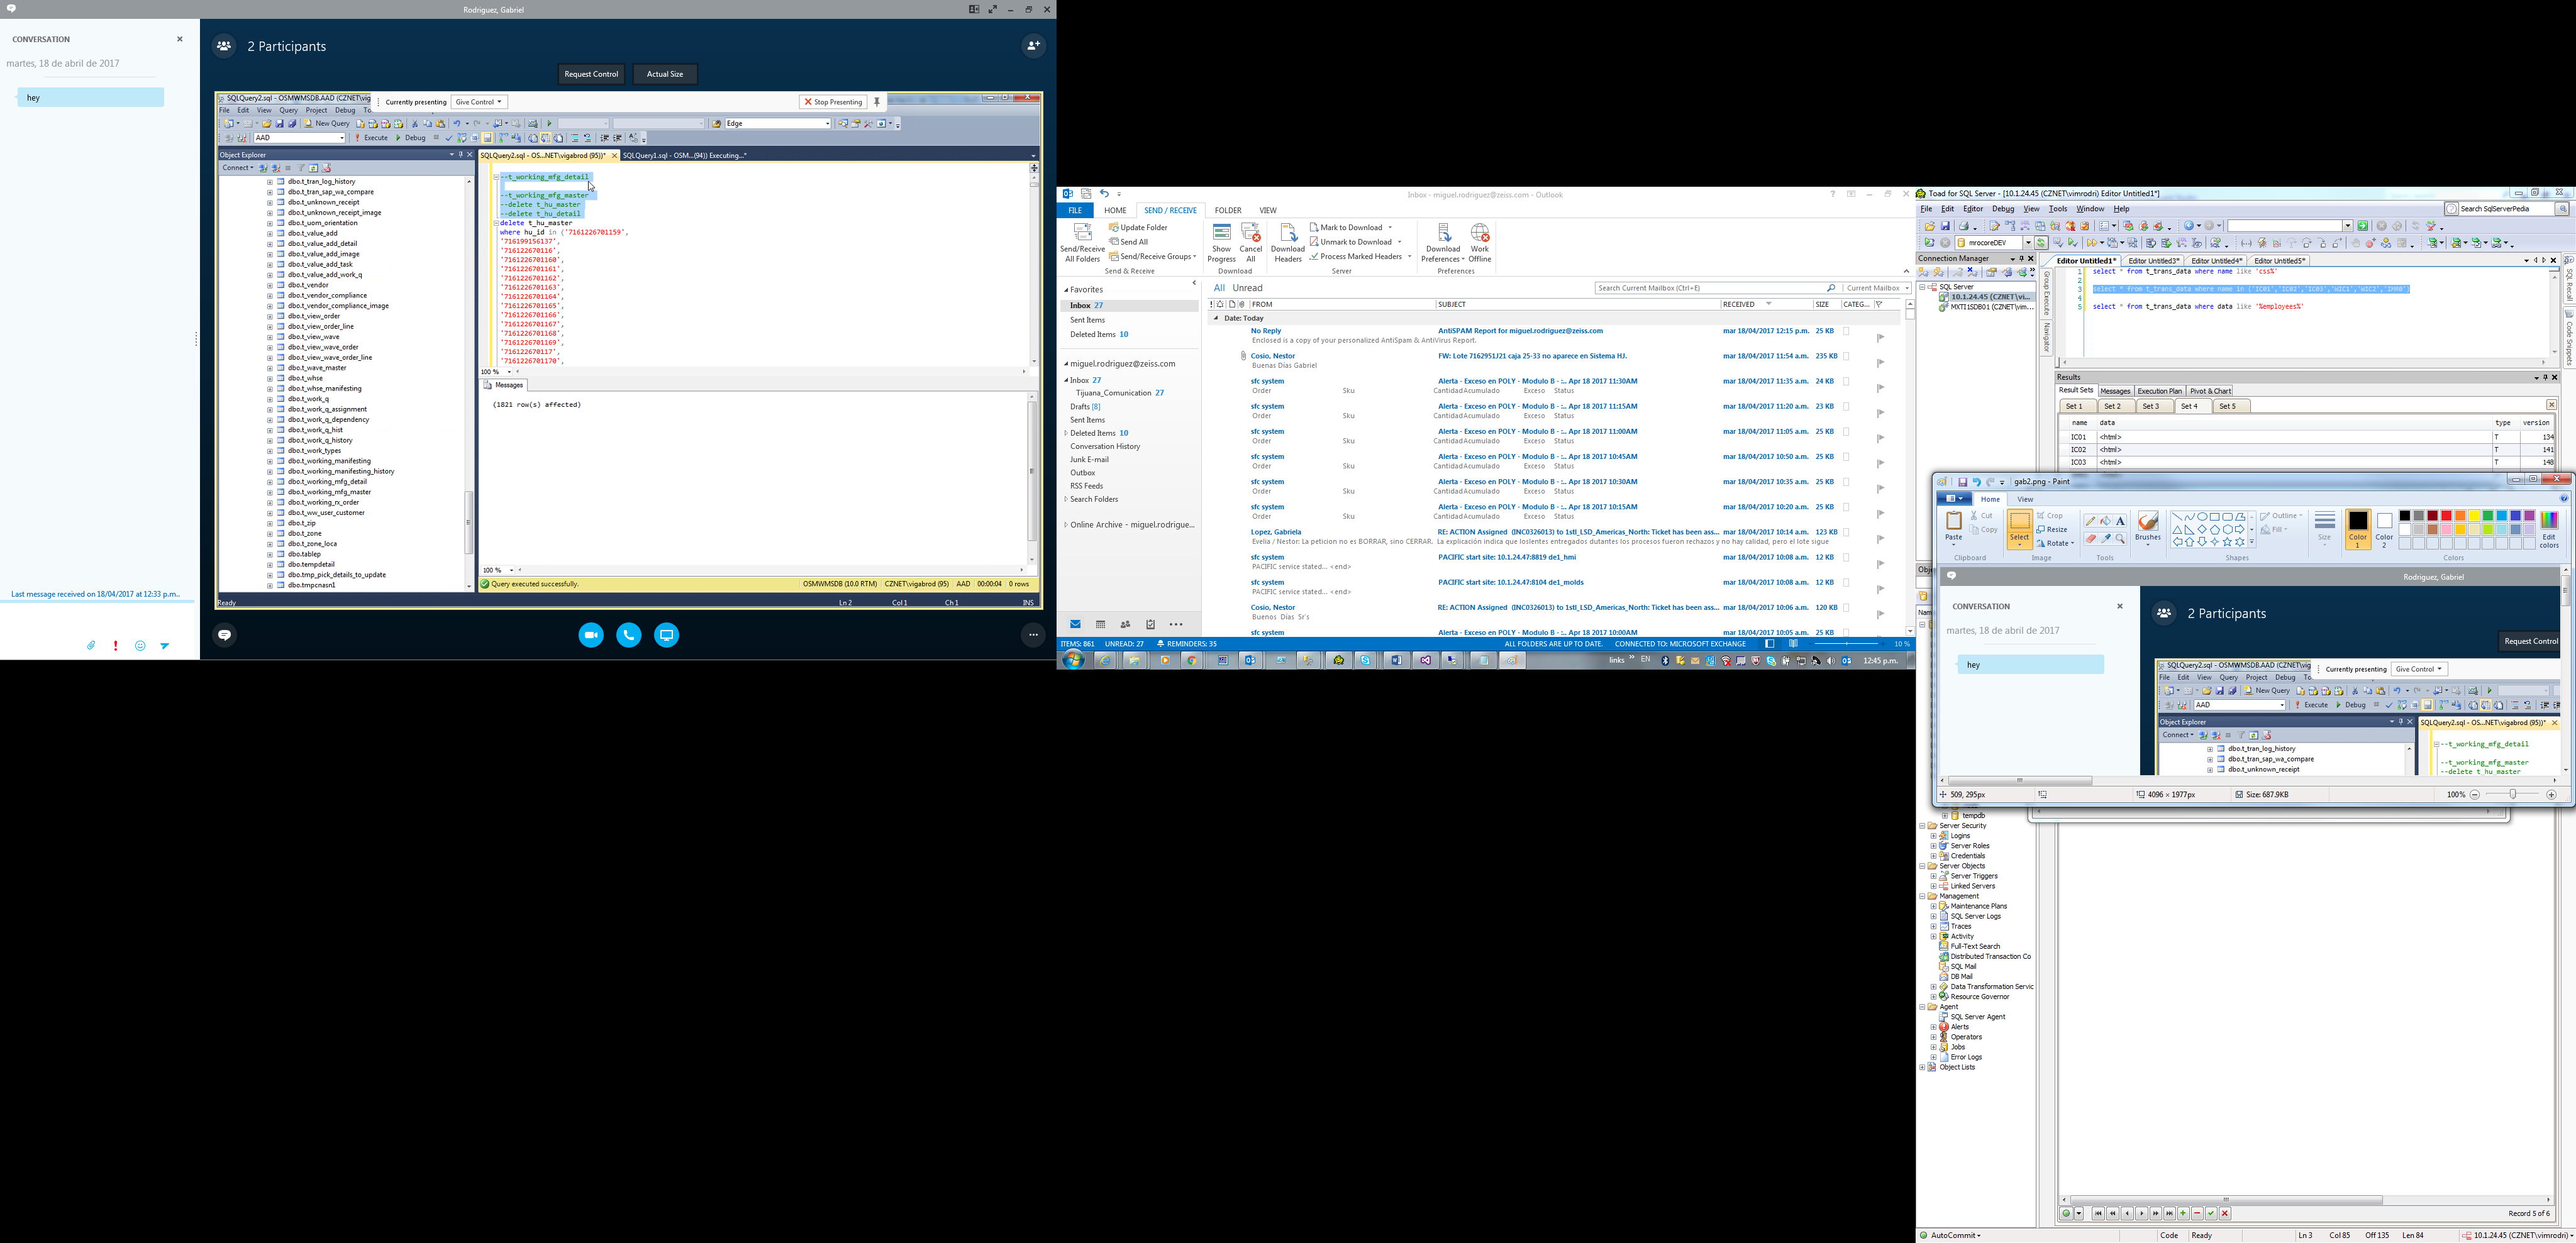 Rodriguez, Gabriel
CONVERSATION
martes, 18 de abril de 2017
hey
Last message received on 18/04/2017 at 12:33 p.m..
2 Participants
Request Control
Actual Size
SQLQuery2.sql - OSMWMSDB.AAD (CZNET\vig
Currently presenting
Give Control
Stop Presenting
File Edit View Query Project Debug To
New Query
Edge
AAD
Execute
Debug
Object Explorer
Connect
dbo.t_tran_log_history
dbo.t_tran_sap_wa_compare
dbo.t_unknown_receipt
dbo.t_unknown_receipt_image
dbo.t_uom_orientation
dbo.t_value_add
dbo.t_value_add_detail
dbo.t_value_add_image
dbo.t_value_add_task
dbo.t_value_add_work_q
dbo.t_vendor
dbo.t_vendor_compliance
dbo.t_vendor_compliance_image
dbo.t_view_order
dbo.t_view_order_line
dbo.t_view_wave
dbo.t_view_wave_order
dbo.t_view_wave_order_line
dbo.t_wave_master
dbo.t_whse
dbo.t_whse_manifesting
dbo.t_work_q
dbo.t_work_q_assignment
dbo.t_work_q_dependency
dbo.t_work_q_hist
dbo.t_work_q_history
dbo.t_work_types
dbo.t_working_manifesting
dbo.t_working_manifesting_history
dbo.t_working_mfg_detail
dbo.t_working_mfg_master
dbo.t_working_rx_order
dbo.t_ww_user_customer
dbo.t_zip
dbo.t_zone
dbo.t_zone_loca
dbo.tablep
dbo.tempdetail
dbo.tmp_pick_details_to_update
dbo.tmpcnasn1
SQLQuery2.sql - OS...NET\vigabrod (95))*
SQLQuery1.sql - OSM...(94)) Executing...*
--t_working_mfg_detail
--t_working_mfg_master
--delete t_hu_master
--delete t_hu_detail
delete t_hu_master
where hu_id in ('7161226701159',
'716199156137',
'716122670116',
'7161226701160',
'7161226701161',
'7161226701162',
'7161226701163',
'7161226701164',
'7161226701165',
'7161226701166',
'7161226701167',
'7161226701168',
'7161226701169',
'716122670117',
'7161226701170',
100 %
Messages
(1821 row(s) affected)
100 %
Query executed successfully.
OSMWMSDB (10.0 RTM)
CZNET\vigabrod (95)
AAD
00:00:04
0 rows
Ready
Ln 2
Col 1
Ch 1
INS
Inbox - miguel.rodriguez@zeiss.com - Outlook
FILE HOME SEND / RECEIVE FOLDER VIEW
Send/Receive All Folders
Update Folder
Send All
Send/Receive Groups
Send & Receive
Show Progress
Cancel All
Download
Download Headers
Mark to Download
Unmark to Download
Process Marked Headers
Server
Download Preferences
Work Offline
Preferences
Favorites
Inbox 27
Sent Items
Deleted Items 10
miguel.rodriguez@zeiss.com
Inbox 27
Tijuana_Comunication 27
Drafts [8]
Sent Items
Deleted Items 10
Conversation History
Junk E-mail
Outbox
RSS Feeds
Search Folders
Online Archive - miguel.rodrigue...
All Unread
Search Current Mailbox (Ctrl+E)
Current Mailbox
FROM SUBJECT RECEIVED SIZE CATEG...
Date: Today
No Reply AntiSPAM Report for miguel.rodriguez@zeiss.com mar 18/04/2017 12:15 p.m. 25 KB
Enclosed is a copy of your personalized AntiSpam & AntiVirus Report.
Cosio, Nestor FW: Lote 7162951J21 caja 25-33 no aparece en Sistema HJ. mar 18/04/2017 11:54 a.m. 235 KB
Buenas Días Gabriel
sfc system Alerta - Exceso en POLY - Modulo B -:.. Apr 18 2017 11:30AM mar 18/04/2017 11:35 a.m. 24 KB
Order Sku CantidadAcumulado Exceso Status
sfc system Alerta - Exceso en POLY - Modulo B -:.. Apr 18 2017 11:15AM mar 18/04/2017 11:20 a.m. 23 KB
Order Sku CantidadAcumulado Exceso Status
sfc system Alerta - Exceso en POLY - Modulo B -:.. Apr 18 2017 11:00AM mar 18/04/2017 11:05 a.m. 25 KB
Order Sku CantidadAcumulado Exceso Status
sfc system Alerta - Exceso en POLY - Modulo B -:.. Apr 18 2017 10:45AM mar 18/04/2017 10:50 a.m. 25 KB
Order Sku CantidadAcumulado Exceso Status
sfc system Alerta - Exceso en POLY - Modulo B -:.. Apr 18 2017 10:30AM mar 18/04/2017 10:35 a.m. 25 KB
Order Sku CantidadAcumulado Exceso Status
sfc system Alerta - Exceso en POLY - Modulo B -:.. Apr 18 2017 10:15AM mar 18/04/2017 10:20 a.m. 25 KB
Order Sku CantidadAcumulado Exceso Status
Lopez, Gabriela RE: ACTION Assigned (INC0326013) to 1stl_LSD_Americas_North: Ticket has been ass... mar 18/04/2017 10:14 a.m. 123 KB
Evelia / Nestor: La peticion no es BORRAR, sino CERRAR. La explicación indica que loslentes entregados dutantes los procesos fueron rechazos y no hay calidad, pero el lote sigue
sfc system PACIFIC start site: 10.1.24.47:8819 de1_hmi mar 18/04/2017 10:08 a.m. 12 KB
PACIFIC service stated... <end>
sfc system PACIFIC start site: 10.1.24.47:8104 de1_molds mar 18/04/2017 10:08 a.m. 12 KB
PACIFIC service stated... <end>
Cosio, Nestor RE: ACTION Assigned (INC0326013) to 1stl_LSD_Americas_North: Ticket has been ass... mar 18/04/2017 10:06 a.m. 120 KB
Buenos Días Sr's
sfc system Alerta - Exceso en POLY - Modulo B -:.. Apr 18 2017 10:00AM mar 18/04/2017 10:05 a.m. 25 KB
ITEMS: 861 UNREAD: 27 REMINDERS: 35
ALL FOLDERS ARE UP TO DATE. CONNECTED TO: MICROSOFT EXCHANGE
10 %
links
EN
12:45 p.m.
Toad for SQL Server - [10.1.24.45 (CZNET\vimrodri) Editor Untitled1*]
File Edit Editor Debug View Tools Window Help
Search SqlServerPedia
mrocoreDEV
Connection Manager
SQL Server
10.1.24.45 (CZNET\vi...
MXTI1SDB01 (CZNET\vim...
Group Execute
Navigator
Editor Untitled1* Editor Untitled3* Editor Untitled4* Editor Untitled5*
1 select * from t_trans_data where name like 'css%'
2
3 select * from t_trans_data where name in ('IC01','IC02','IC03','WIC1','WIC2','IMR0')
4
5 select * from t_trans_data where data like '%employees%'
SQL Recall
Code Snippets
Results
Result Sets Messages Execution Plan Pivot & Chart
Set 1 Set 2 Set 3 Set 4 Set 5
name data type version
IC01 <html> T 134
IC02 <html> T 141
IC03 <html> T 148
gab2.png - Paint
Home View
Paste
Cut
Copy
Clipboard
Select
Crop
Resize
Rotate
Image
Tools
Brushes
Shapes
Outline
Fill
Size
Color 1
Color 2
Edit colors
Colors
Rodriguez, Gabriel
CONVERSATION
martes, 18 de abril de 2017
hey
2 Participants
Request Control
SQLQuery2.sql - OSMWMSDB.AAD (CZNET\vig
Currently presenting
Give Control
File Edit View Query Project Debug To
New Query
AAD
Execute
Debug
Object Explorer
Connect
dbo.t_tran_log_history
dbo.t_tran_sap_wa_compare
dbo.t_unknown_receipt
SQLQuery2.sql - OS...NET\vigabrod (95))*
--t_working_mfg_detail
--t_working_mfg_master
--delete t_hu_master
509, 295px
4096 × 1977px
Size: 687.9KB
100%
tempdb
Server Security
Logins
Server Roles
Credentials
Server Objects
Server Triggers
Linked Servers
Management
Maintenance Plans
SQL Server Logs
Traces
Activity
Full-Text Search
Distributed Transaction Co
SQL Mail
DB Mail
Data Transformation Servic
Resource Governor
Agent
SQL Server Agent
Alerts
Operators
Jobs
Error Logs
Object Lists
Record 5 of 6
AutoCommit
Code
Ready
Ln 3
Col 85
Off 135
Len 84
10.1.24.45 (CZNET\vimrodri)